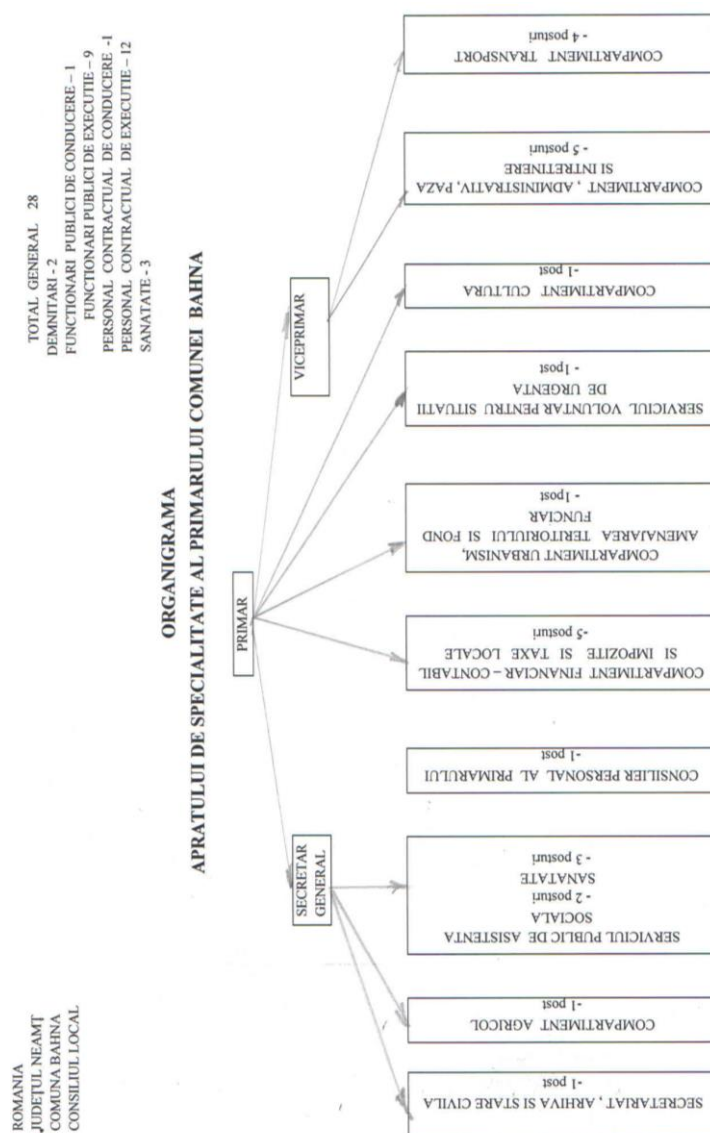 ROMANIA
JUDEŢUL NEAMŢ
COMUNA BAHNA
CONSILIUL LOCAL
TOTAL GENERAL 28
DEMNITARI - 2
FUNCTIONARI PUBLICI DE CONDUCERE – 1
FUNCTIONARI PUBLICI DE EXECUTIE – 9
PERSONAL CONTRACTUAL DE CONDUCERE -1
PERSONAL CONTRACTUAL DE EXECUTIE – 12
SANATATE - 3
ORGANIGRAMA
APRATULUI DE SPECIALITATE AL PRIMARULUI COMUNEI BAHNA
PRIMAR
SECRETAR
GENERAL
VICEPRIMAR
SECRETARIAT , ARHIVA SI STARE CIVILA
-1 post
COMPARTIMENT AGRICOL
-1 post
SERVICIUL PUBLIC DE ASISTENTA
SOCIALA
- 2 posturi
SANATATE
- 3 posturi
CONSILIER PERSONAL AL PRIMARULUI
-1 post
COMPARTIMENT FINANCIAR – CONTABIL
SI IMPOZITE SI TAXE LOCALE
-5 posturi
COMPARTIMENT URBANISM,
AMENAJAREA TERITORIULUI SI FOND
FUNCIAR
-1post
SERVICIUL VOLUNTAR PENTRU SITUATII
DE URGENTA
-1post
COMPARTIMENT CULTURA
-1 post
COMPARTIMENT , ADMINISTRATIV, PAZA
SI INTRETINERE
- 5 posturi
COMPARTIMENT TRANSPORT
- 4 posturi